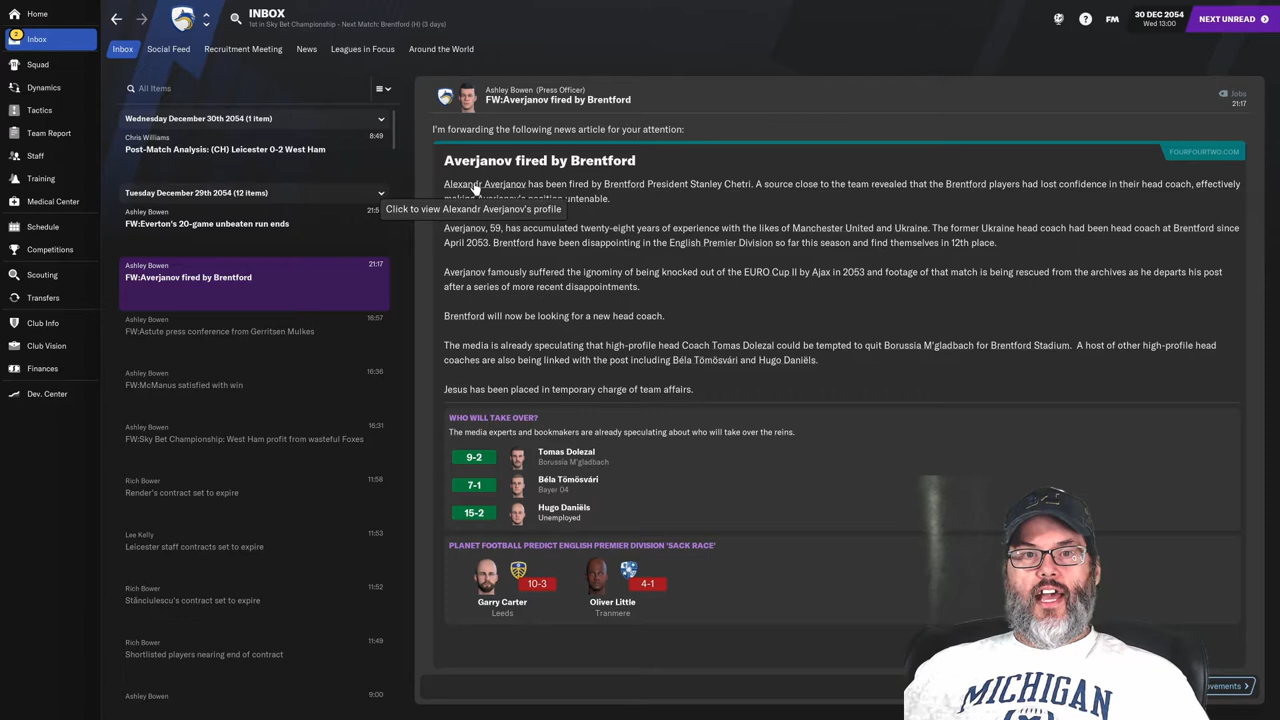 Home
INBOX
1st in Sky Bet Championship - Next Match: Brentford (H) (3 days)
FM
30 DEC 2054
Wed 13:00
NEXT UNREAD
2
Inbox
Inbox
Social Feed
Recruitment Meeting
News
Leagues in Focus
Around the World
Squad
Dynamics
Tactics
Team Report
Staff
Training
Medical Center
Schedule
Competitions
Scouting
Transfers
Club Info
Club Vision
Finances
Dev. Center
All Items
Wednesday December 30th 2054 (1 item)
Chris Williams
8:49
Post-Match Analysis: (CH) Leicester 0-2 West Ham
Tuesday December 29th 2054 (12 items)
Ashley Bowen
21:5
FW:Everton's 20-game unbeaten run ends
Ashley Bowen
21:17
FW:Averjanov fired by Brentford
Ashley Bowen
16:57
FW:Astute press conference from Gerritsen Mulkes
Ashley Bowen
16:36
FW:McManus satisfied with win
Ashley Bowen
16:31
FW:Sky Bet Championship: West Ham profit from wasteful Foxes
Rich Bower
11:58
Render's contract set to expire
Lee Kelly
11:53
Leicester staff contracts set to expire
Rich Bower
11:52
Stănciulescu's contract set to expire
Rich Bower
11:49
Shortlisted players nearing end of contract
Ashley Bowen
9:00
Ashley Bowen (Press Officer)
FW:Averjanov fired by Brentford
Jobs
21:17
I'm forwarding the following news article for your attention:
Averjanov fired by Brentford
FOURFOURTWO.COM
Alexandr Averjanov has been fired by Brentford President Stanley Chetri. A source close to the team revealed that the Brentford players had lost confidence in their head coach, effectively
making Averjanov's position untenable.
Click to view Alexandr Averjanov's profile
Averjanov, 59, has accumulated twenty-eight years of experience with the likes of Manchester United and Ukraine. The former Ukraine head coach had been head coach at Brentford since
April 2053. Brentford have been disappointing in the English Premier Division so far this season and find themselves in 12th place.
Averjanov famously suffered the ignominy of being knocked out of the EURO Cup II by Ajax in 2053 and footage of that match is being rescued from the archives as he departs his post
after a series of more recent disappointments.
Brentford will now be looking for a new head coach.
The media is already speculating that high-profile head Coach Tomas Dolezal could be tempted to quit Borussia M'gladbach for Brentford Stadium. A host of other high-profile head
coaches are also being linked with the post including Béla Tömösvári and Hugo Daniëls.
Jesus has been placed in temporary charge of team affairs.
WHO WILL TAKE OVER?
The media experts and bookmakers are already speculating about who will take over the reins.
9-2
Tomas Dolezal
Borussia M'gladbach
7-1
Béla Tömösvári
Bayer 04
15-2
Hugo Daniëls
Unemployed
PLANET FOOTBALL PREDICT ENGLISH PREMIER DIVISION 'SACK RACE'
10-3
Garry Carter
Leeds
4-1
Oliver Little
Tranmere
MICHIGAN